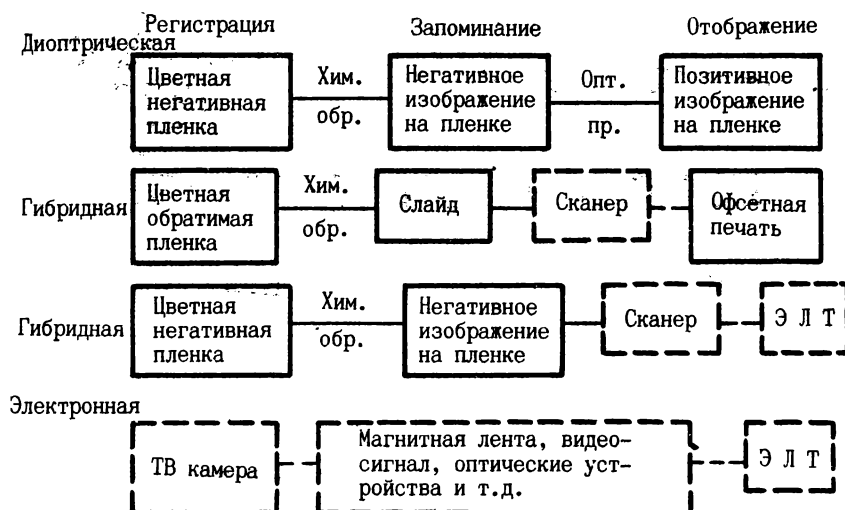 Регистрация Запоминание Отображение
Диоптрическая
Цветная
негативная
пленка
Хим.
обр.
Негативное
изображение
на пленке
Опт.
пр.
Позитивное
изображение
на пленке
Гибридная
Цветная
обратимая
пленка
Хим.
обр.
Слайд
Сканер
Офсетная
печать
Гибридная
Цветная
негативная
пленка
Хим.
обр.
Негативное
изображение
на пленке
Сканер
Э Л Т
Электронная
ТВ камера
Магнитная лента, видео-
сигнал, оптические уст-
ройства и т.д.
Э Л Т